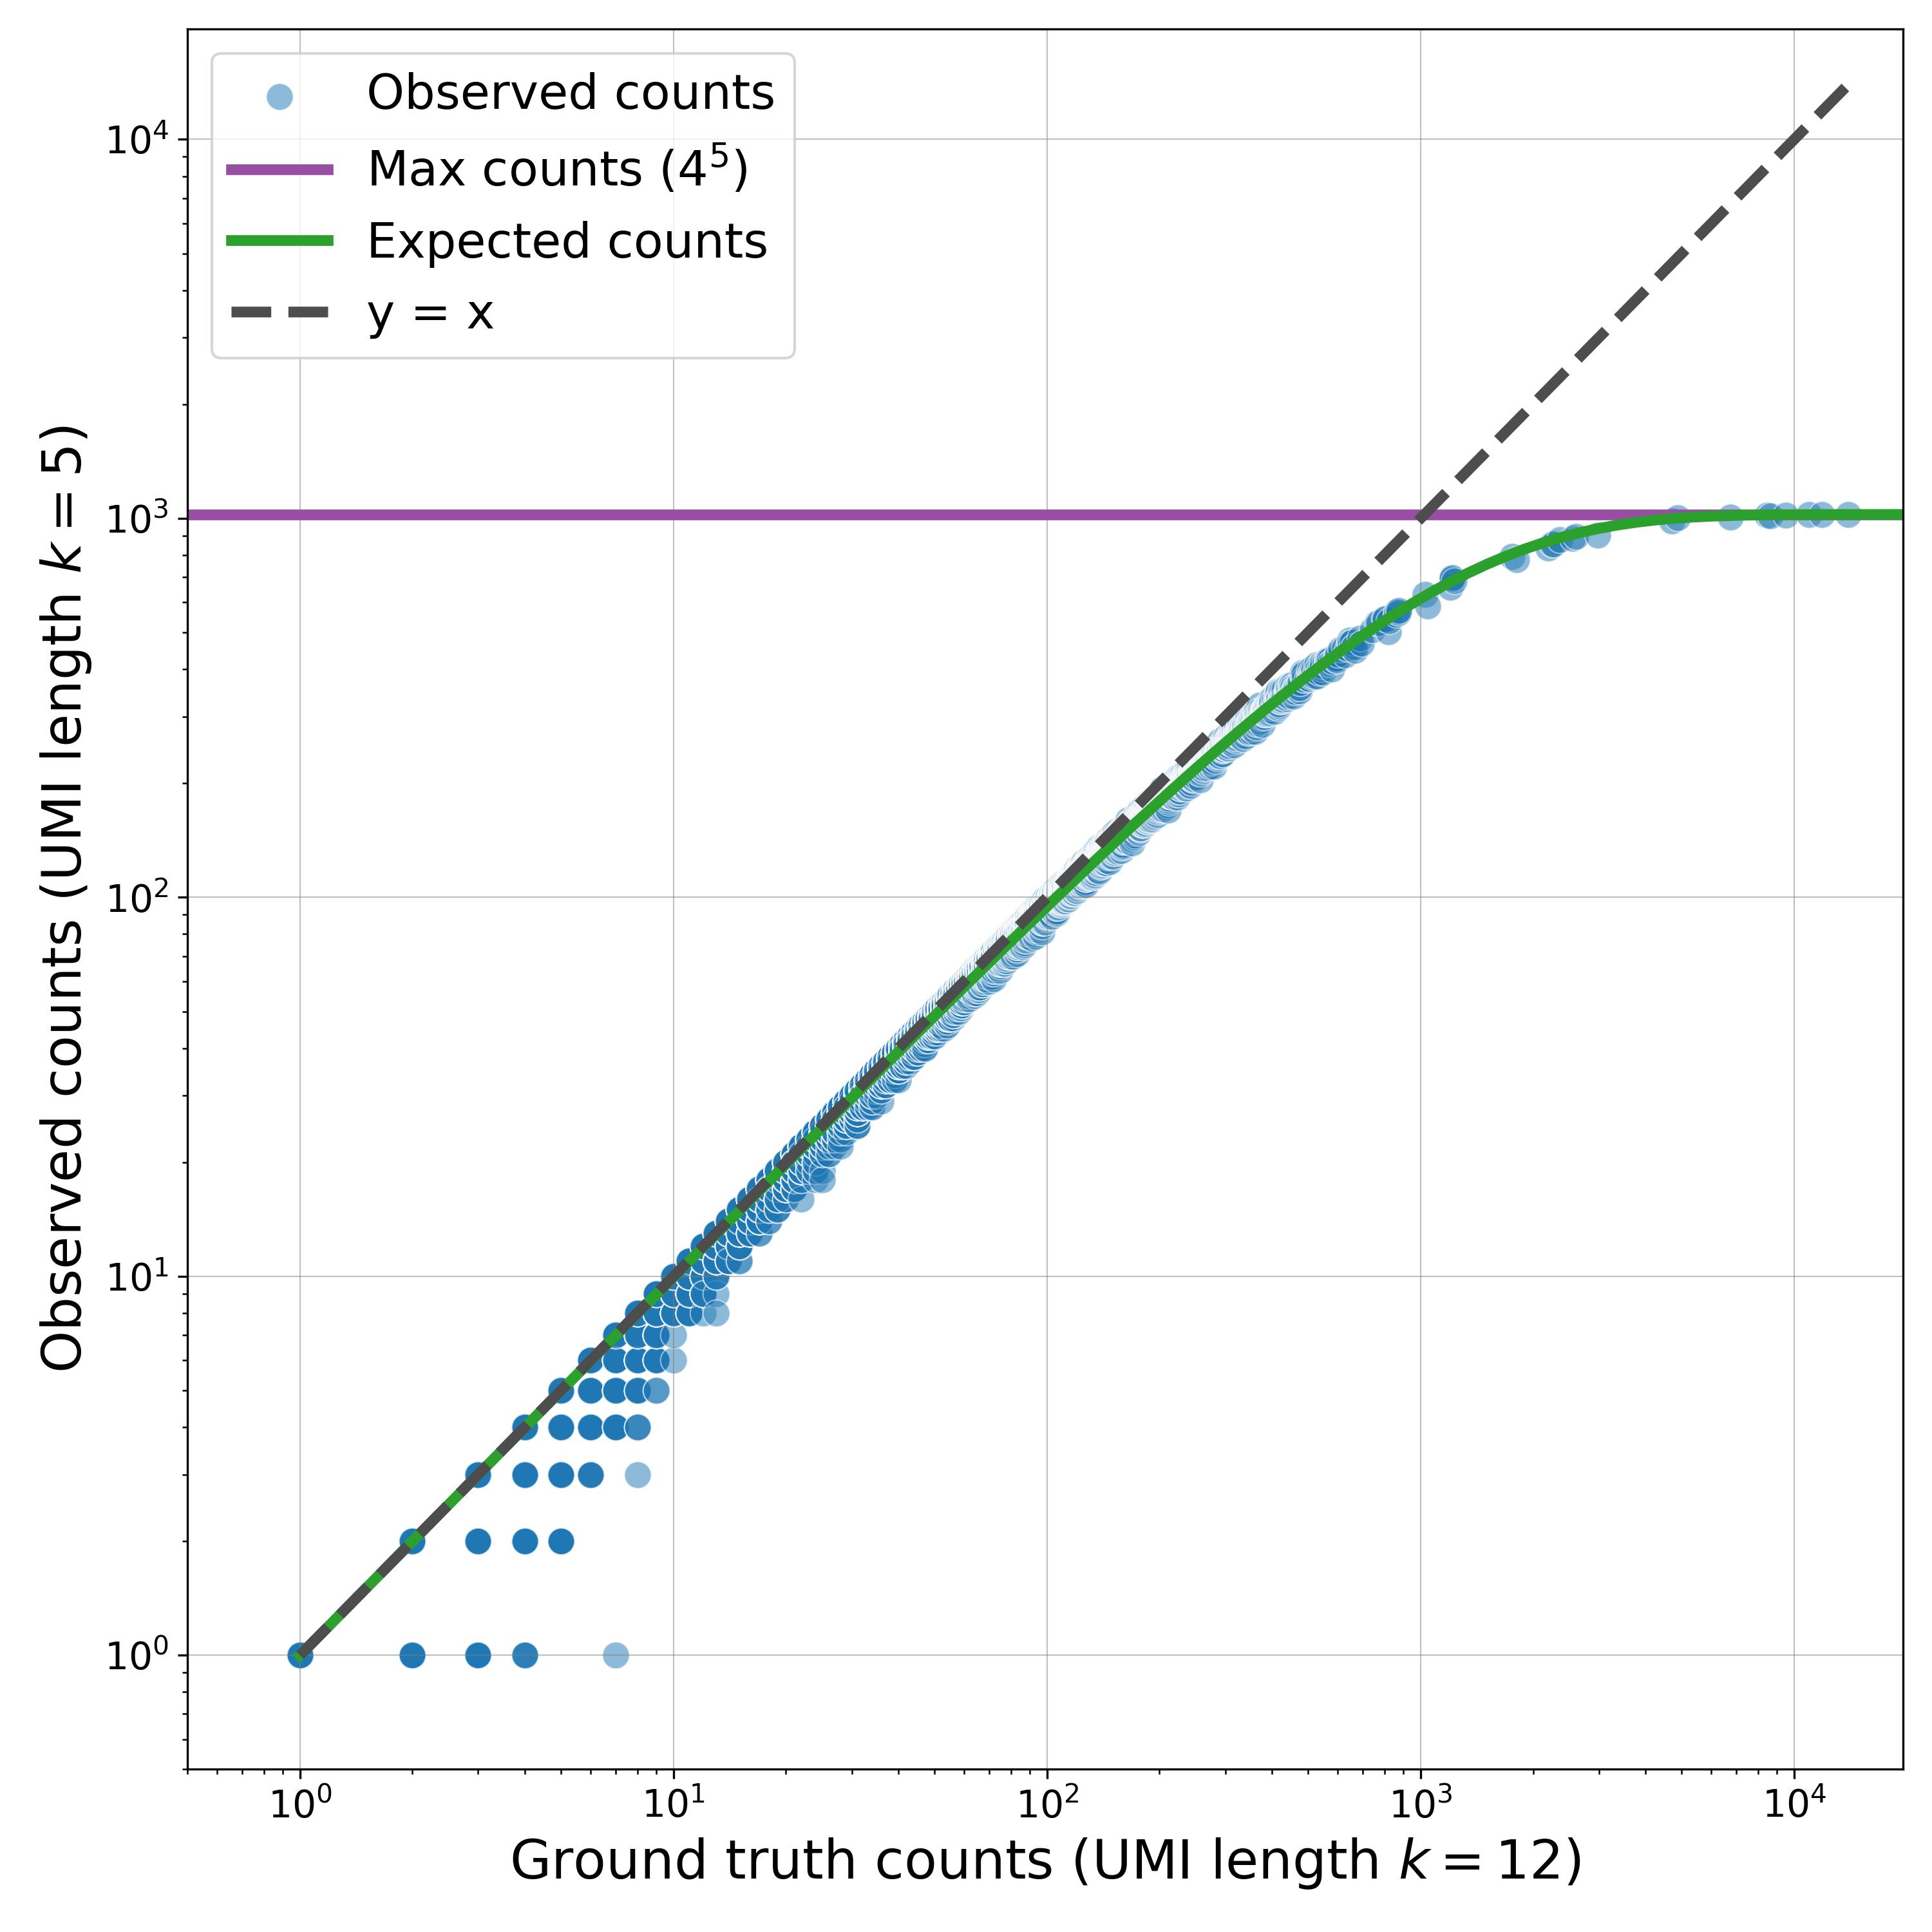 Observed counts
Max counts (4⁵)
Expected counts
y = x
10⁴
10³
10²
10¹
10⁰
Observed counts (UMI length k = 5)
10⁰ 10¹ 10² 10³ 10⁴
Ground truth counts (UMI length k = 12)